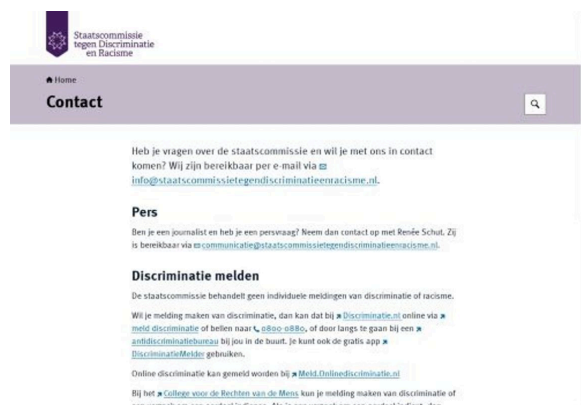 Staatscommissie
tegen Discriminatie
en Racisme
Home
Contact
Heb je vragen over de staatscommissie en wil je met ons in contact
komen? Wij zijn bereikbaar per e-mail via
info@staatscommissietegendiscriminatieenracisme.nl.
Pers
Ben je een journalist en heb je een persvraag? Neem dan contact op met Renée Schut. Zij
is bereikbaar via communicatie@staatscommissietegendiscriminatieenracisme.nl.
Discriminatie melden
De staatscommissie behandelt geen individuele meldingen van discriminatie of racisme.
Wil je melding maken van discriminatie, dan kan dat bij Discriminatie.nl online via
meld discriminatie of bellen naar 0800-0880, of door langs te gaan bij een
antidiscriminatiebureau bij jou in de buurt. Je kunt ook de gratis app
DiscriminatieMelder gebruiken.
Online discriminatie kan gemeld worden bij Meld.Onlinediscriminatie.nl
Bij het College voor de Rechten van de Mens kun je melding maken van discriminatie of